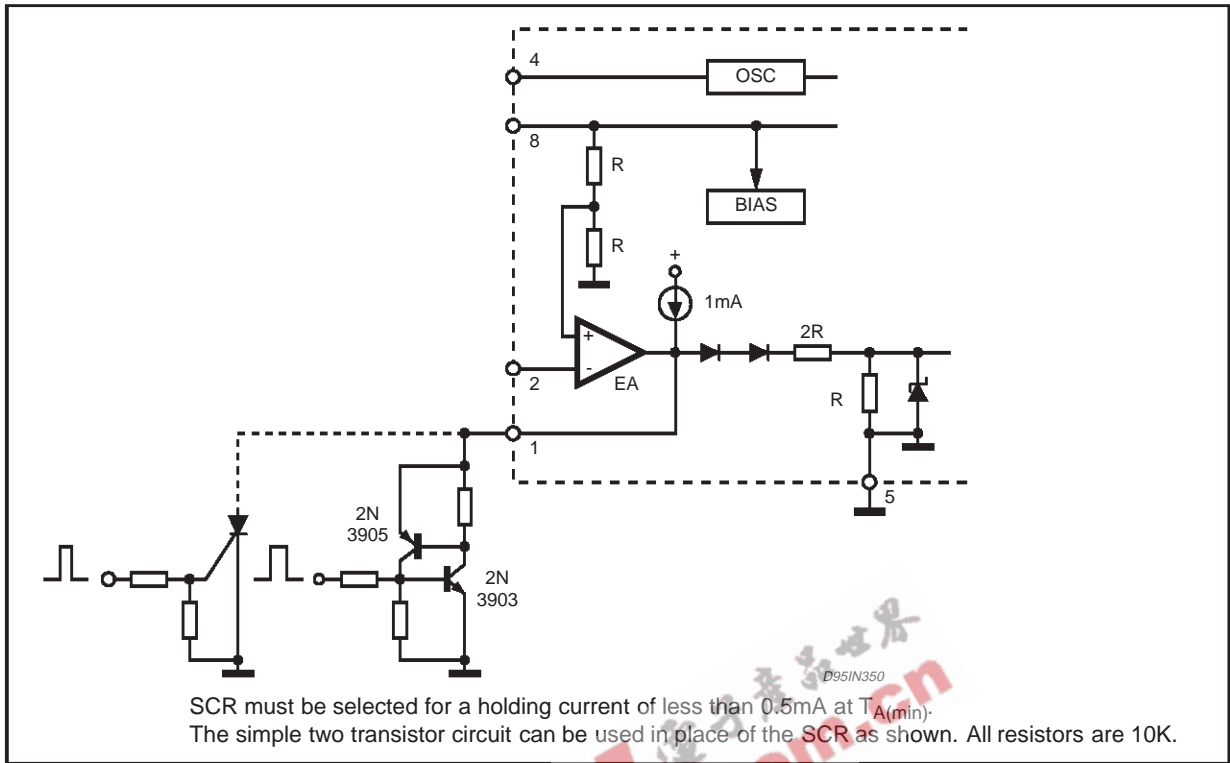 4
OSC
8
R
BIAS
R
+
1mA
+
2R
-
2
EA
R
1
5
2N
3905
2N
3903
D95IN350
SCR must be selected for a holding current of less than 0.5mA at TA(min).
The simple two transistor circuit can be used in place of the SCR as shown. All resistors are 10K.
om.cn